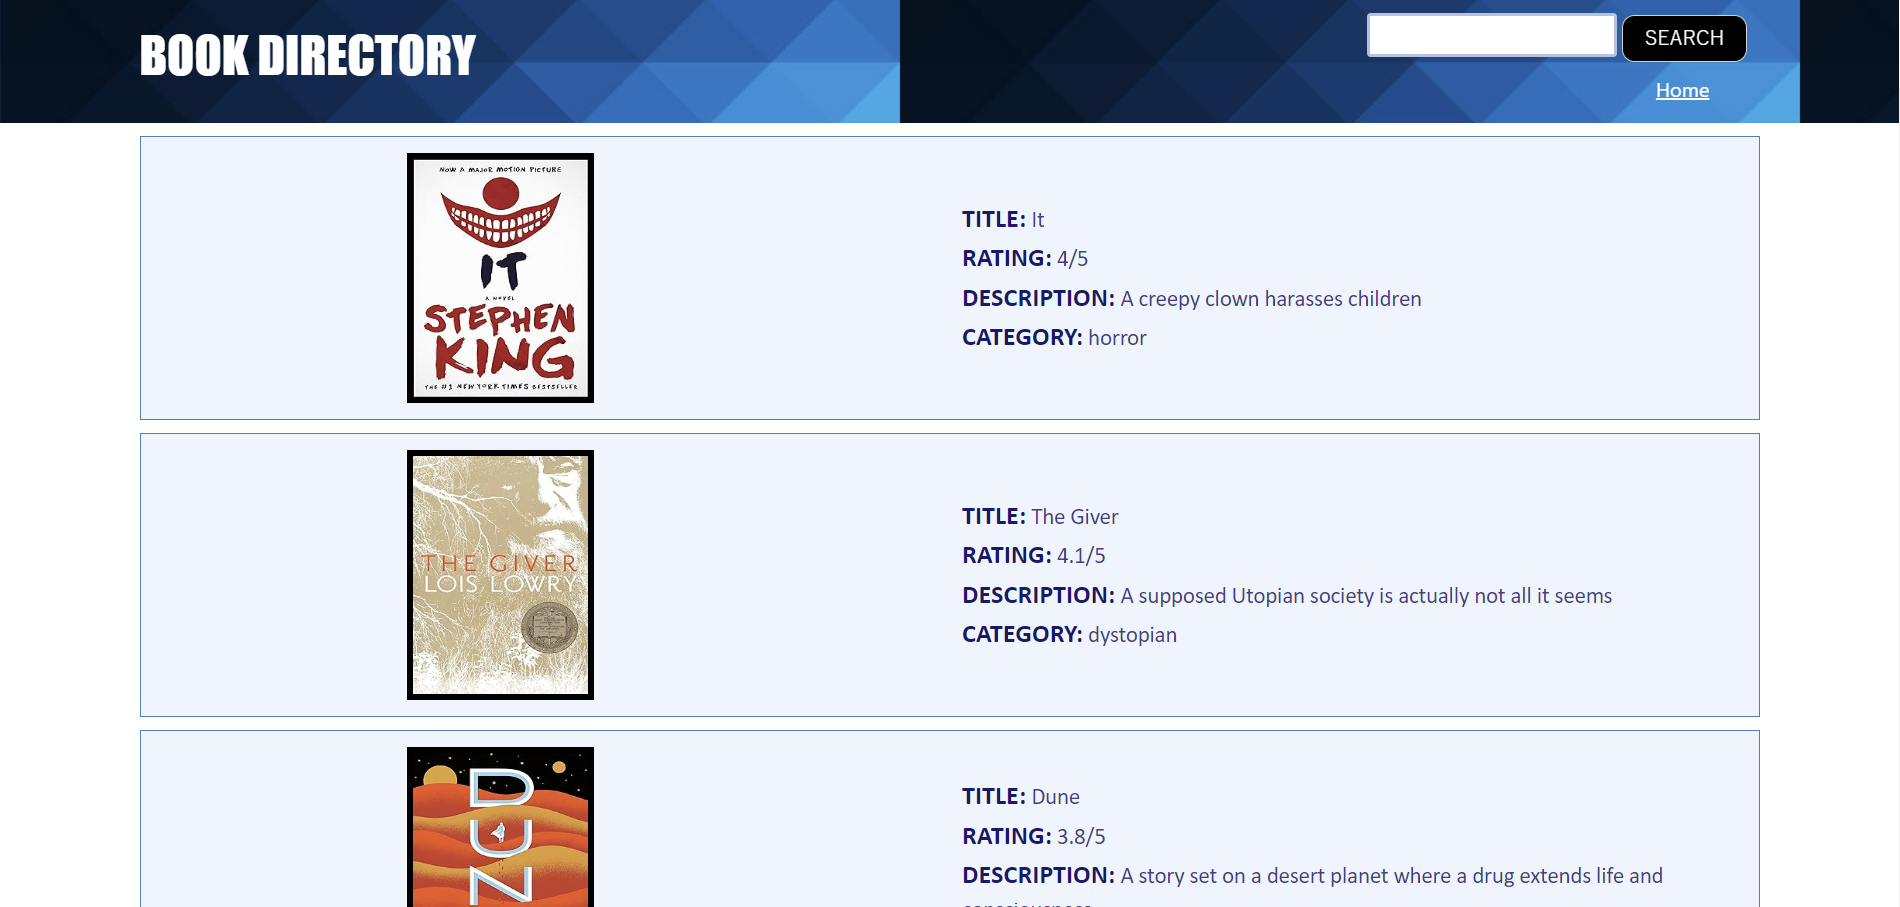 BOOK DIRECTORY
SEARCH
Home
NOW A MAJOR MOTION PICTURE
IT
A NOVEL
STEPHEN
KING
THE #1 NEW YORK TIMES BESTSELLER
TITLE: It
RATING: 4/5
DESCRIPTION: A creepy clown harasses children
CATEGORY: horror
THE GIVER
LOIS LOWRY
TITLE: The Giver
RATING: 4.1/5
DESCRIPTION: A supposed Utopian society is actually not all it seems
CATEGORY: dystopian
DUN
TITLE: Dune
RATING: 3.8/5
DESCRIPTION: A story set on a desert planet where a drug extends life and